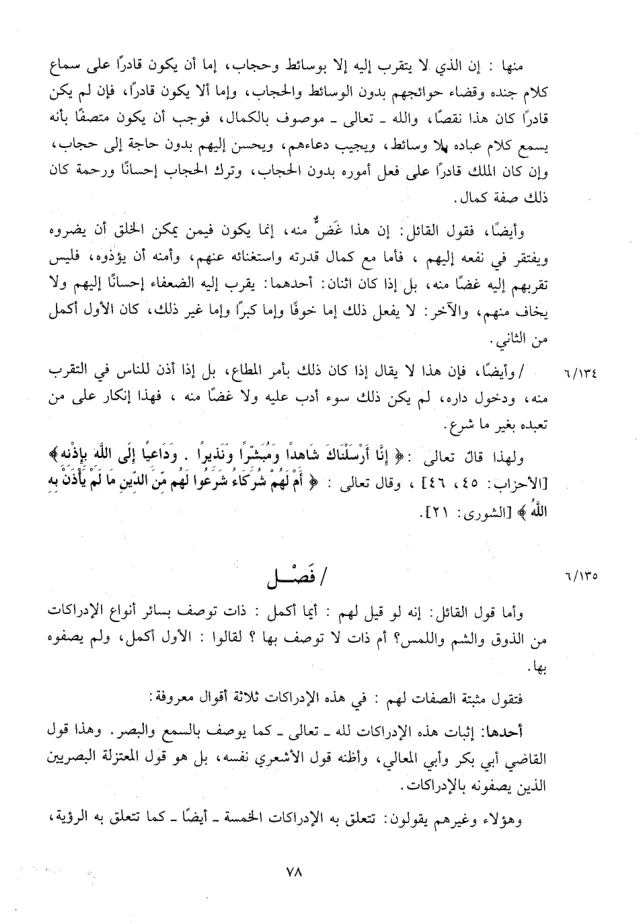 منها : إن الذي لا يتقرب إليه إلا بوسائط وحجاب، إما أن يكون قادرًا على سماع
كلام جنده وقضاء حوائجهم بدون الوسائط والحجاب، وإما ألا يكون قادرًا، فإن لم يكن
قادرًا كان هذا نقصًا، والله ـ تعالى ـ موصوف بالكمال، فوجب أن يكون متصفًا بأنه
يسمع كلام عباده بلا وسائط، ويجيب دعاءهم، ويحسن إليهم بدون حاجة إلى حجاب،
وإن كان الملك قادرًا على فعل أموره بدون الحجاب، وترك الحجاب إحسانًا ورحمة كان
ذلك صفة كمال.
وأيضًا، فقول القائل: إن هذا غَضٌّ منه، إنما يكون فيمن يمكن الخلق أن يضروه
ويفتقر في نفعه إليهم ، فأما مع كمال قدرته واستغنائه عنهم، وأمنه أن يؤذوه، فليس
تقربهم إليه غضًا منه، بل إذا كان اثنان: أحدهما: يقرب إليه الضعفاء إحسانًا إليهم ولا
يخاف منهم، والآخر: لا يفعل ذلك إما خوفًا وإما كبرًا وإما غير ذلك، كان الأول أكمل
من الثاني.
/ وأيضًا، فإن هذا لا يقال إذا كان ذلك بأمر المطاع، بل إذا أذن للناس في التقرب ٦/١٣٤
منه، ودخول داره، لم يكن ذلك سوء أدب عليه ولا غضًا منه ، فهذا إنكار على من
تعبده بغير ما شرع.
ولهذا قال تعالى :﴿ إِنَّا أَرْسَلْنَاكَ شَاهِدًا وَمُبَشِّرًا وَنَذِيرًا . وَدَاعِيًا إِلَى اللَّهِ بِإِذْنِهِ﴾
[الأحزاب: ٤٥، ٤٦] ، وقال تعالى : ﴿ أَمْ لَهُمْ شُرَكَاءُ شَرَعُوا لَهُم مِّنَ الدِّينِ مَا لَمْ يَأْذَنْ بِهِ
اللَّهُ ﴾ [الشورى: ٢١].
/ فَصْــل ٦/١٣٥
وأما قول القائل: إنه لو قيل لهم : أيما أكمل : ذات توصف بسائر أنواع الإدراكات
من الذوق والشم واللمس؟ أم ذات لا توصف بها ؟ لقالوا : الأول أكمل، ولم يصفوه
بها.
فتقول مثبتة الصفات لهم : في هذه الإدراكات ثلاثة أقوال معروفة:
أحدها: إثبات هذه الإدراكات لله ـ تعالى ـ كما يوصف بالسمع والبصر. وهذا قول
القاضي أبي بكر وأبي المعالي، وأظنه قول الأشعري نفسه، بل هو قول المعتزلة البصريين
الذين يصفونه بالإدراكات.
وهؤلاء وغيرهم يقولون: تتعلق به الإدراكات الخمسة ـ أيضًا ـ كما تتعلق به الرؤية،
٧٨